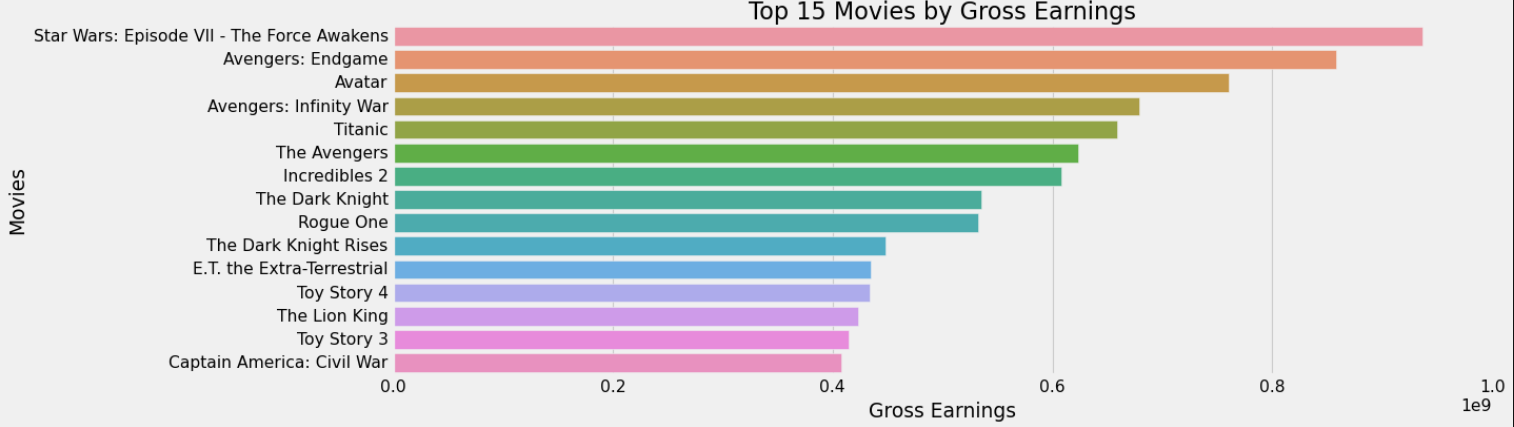 Top 15 Movies by Gross Earnings
Movies
Star Wars: Episode VII - The Force Awakens
Avengers: Endgame
Avatar
Avengers: Infinity War
Titanic
The Avengers
Incredibles 2
The Dark Knight
Rogue One
The Dark Knight Rises
E.T. the Extra-Terrestrial
Toy Story 4
The Lion King
Toy Story 3
Captain America: Civil War
0.0 0.2 0.4 0.6 0.8 1.0
1e9
Gross Earnings